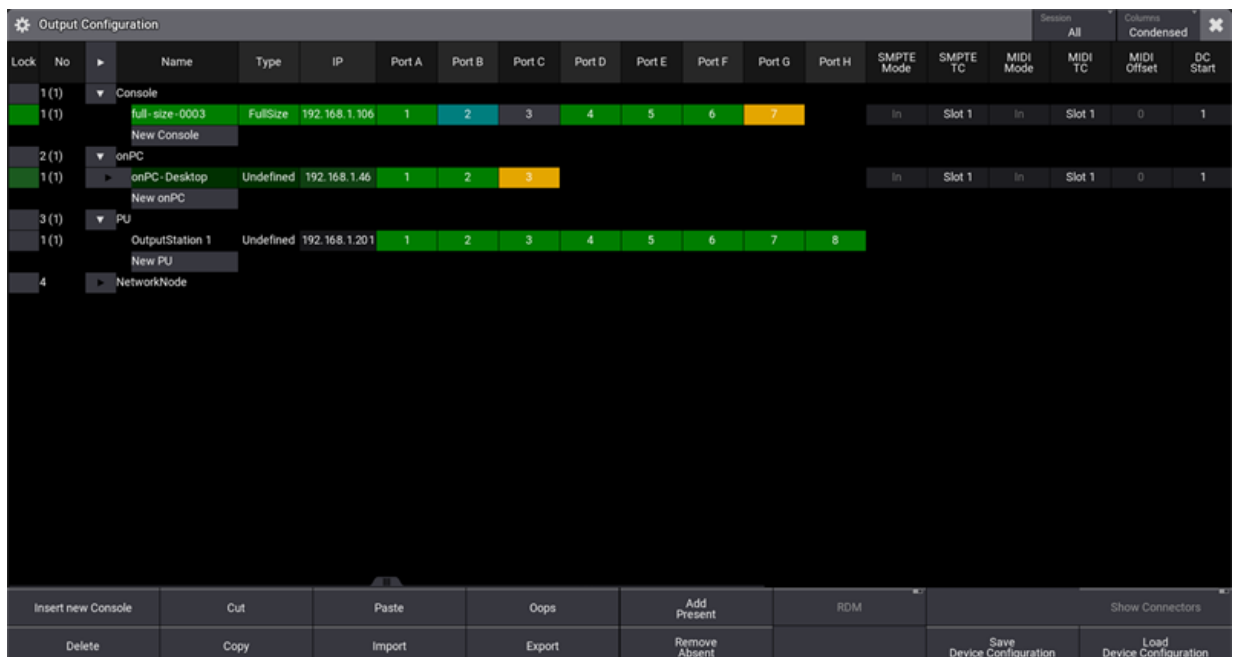 Output Configuration
Session All
Columns Condensed
Lock No Name Type IP Port A Port B Port C Port D Port E Port F Port G Port H SMPTE Mode SMPTE TC MIDI Mode MIDI TC MIDI Offset DC Start
1 (1) Console
1 (1) full-size-0003 FullSize 192.168.1.106 1 2 3 4 5 6 7 In Slot 1 In Slot 1 0 1
New Console
2 (1) onPC
1 (1) onPC-Desktop Undefined 192.168.1.46 1 2 3 In Slot 1 In Slot 1 0 1
New onPC
3 (1) PU
1 (1) OutputStation 1 Undefined 192.168.1.201 1 2 3 4 5 6 7 8
New PU
4 NetworkNode
Insert new Console Cut Paste Oops Add Present RDM Show Connectors
Delete Copy Import Export Remove Absent Save Device Configuration Load Device Configuration